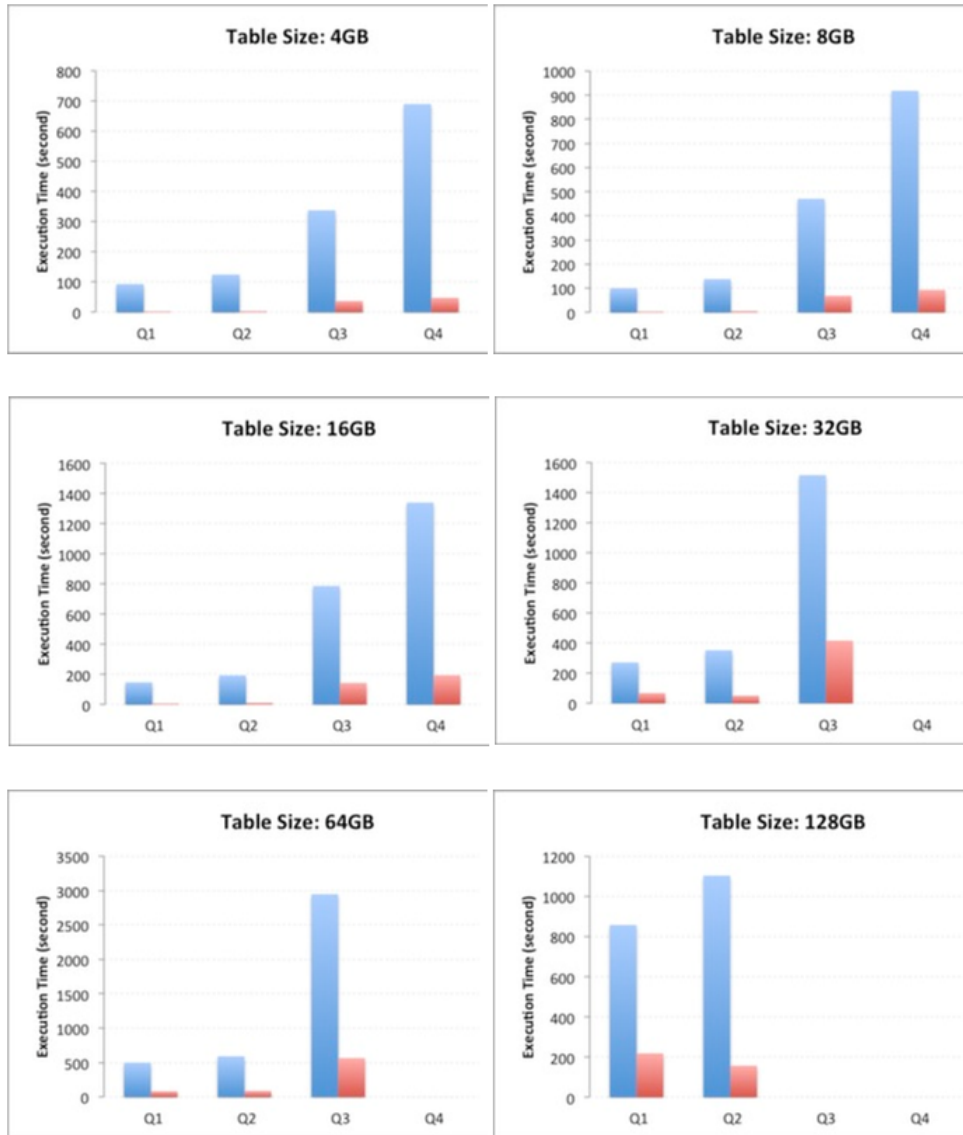 Table Size: 4GB
Execution Time (second)
800
700
600
500
400
300
200
100
0
Q1 Q2 Q3 Q4
Table Size: 8GB
Execution Time (second)
1000
900
800
700
600
500
400
300
200
100
0
Q1 Q2 Q3 Q4
Table Size: 16GB
Execution Time (second)
1600
1400
1200
1000
800
600
400
200
0
Q1 Q2 Q3 Q4
Table Size: 32GB
Execution Time (second)
1600
1400
1200
1000
800
600
400
200
0
Q1 Q2 Q3 Q4
Table Size: 64GB
Execution Time (second)
3500
3000
2500
2000
1500
1000
500
0
Q1 Q2 Q3 Q4
Table Size: 128GB
Execution Time (second)
1200
1000
800
600
400
200
0
Q1 Q2 Q3 Q4